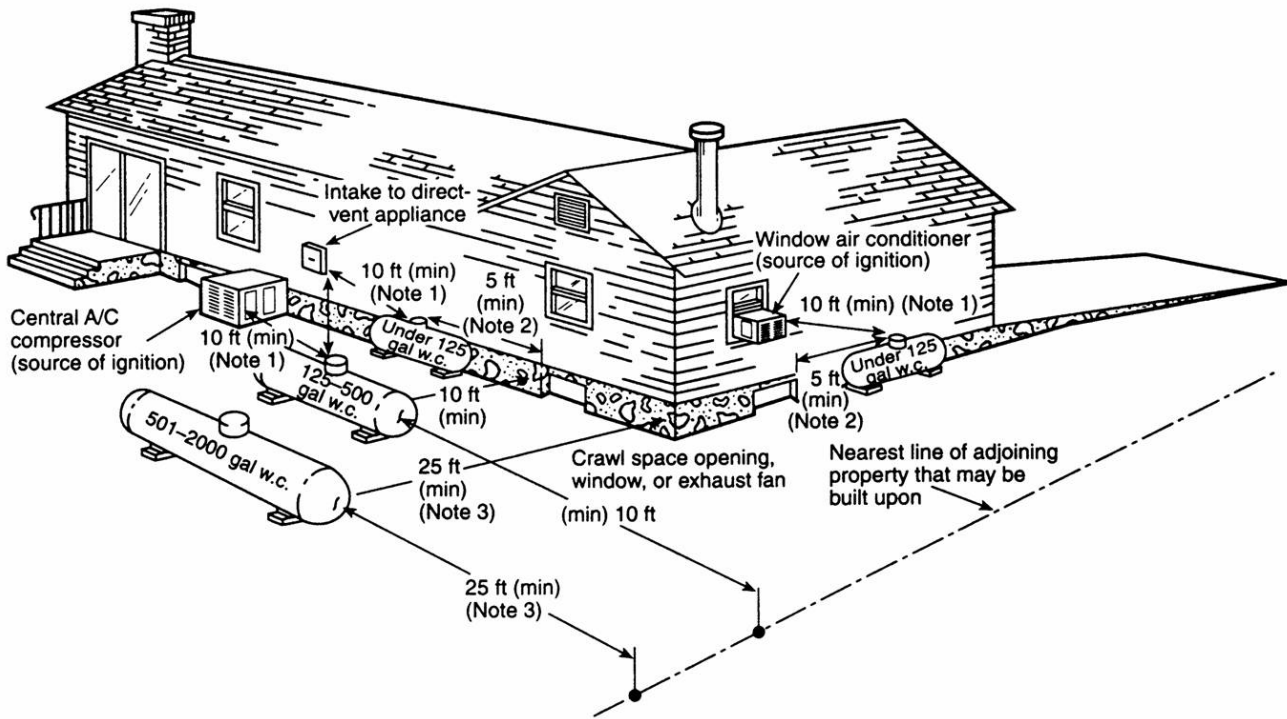 Intake to direct-
vent appliance
Window air conditioner
(source of ignition)
10 ft (min)
(Note 1)
5 ft
(min)
(Note 2)
10 ft (min) (Note 1)
Central A/C
compressor
(source of ignition)
10 ft (min)
(Note 1)
Under 125
gal w.c.
Under 125
gal w.c.
125–500
gal w.c.
10 ft
(min)
5 ft
(min)
(Note 2)
501–2000 gal w.c.
25 ft
(min)
(Note 3)
Crawl space opening,
window, or exhaust fan
Nearest line of adjoining
property that may be
built upon
(min) 10 ft
25 ft (min)
(Note 3)